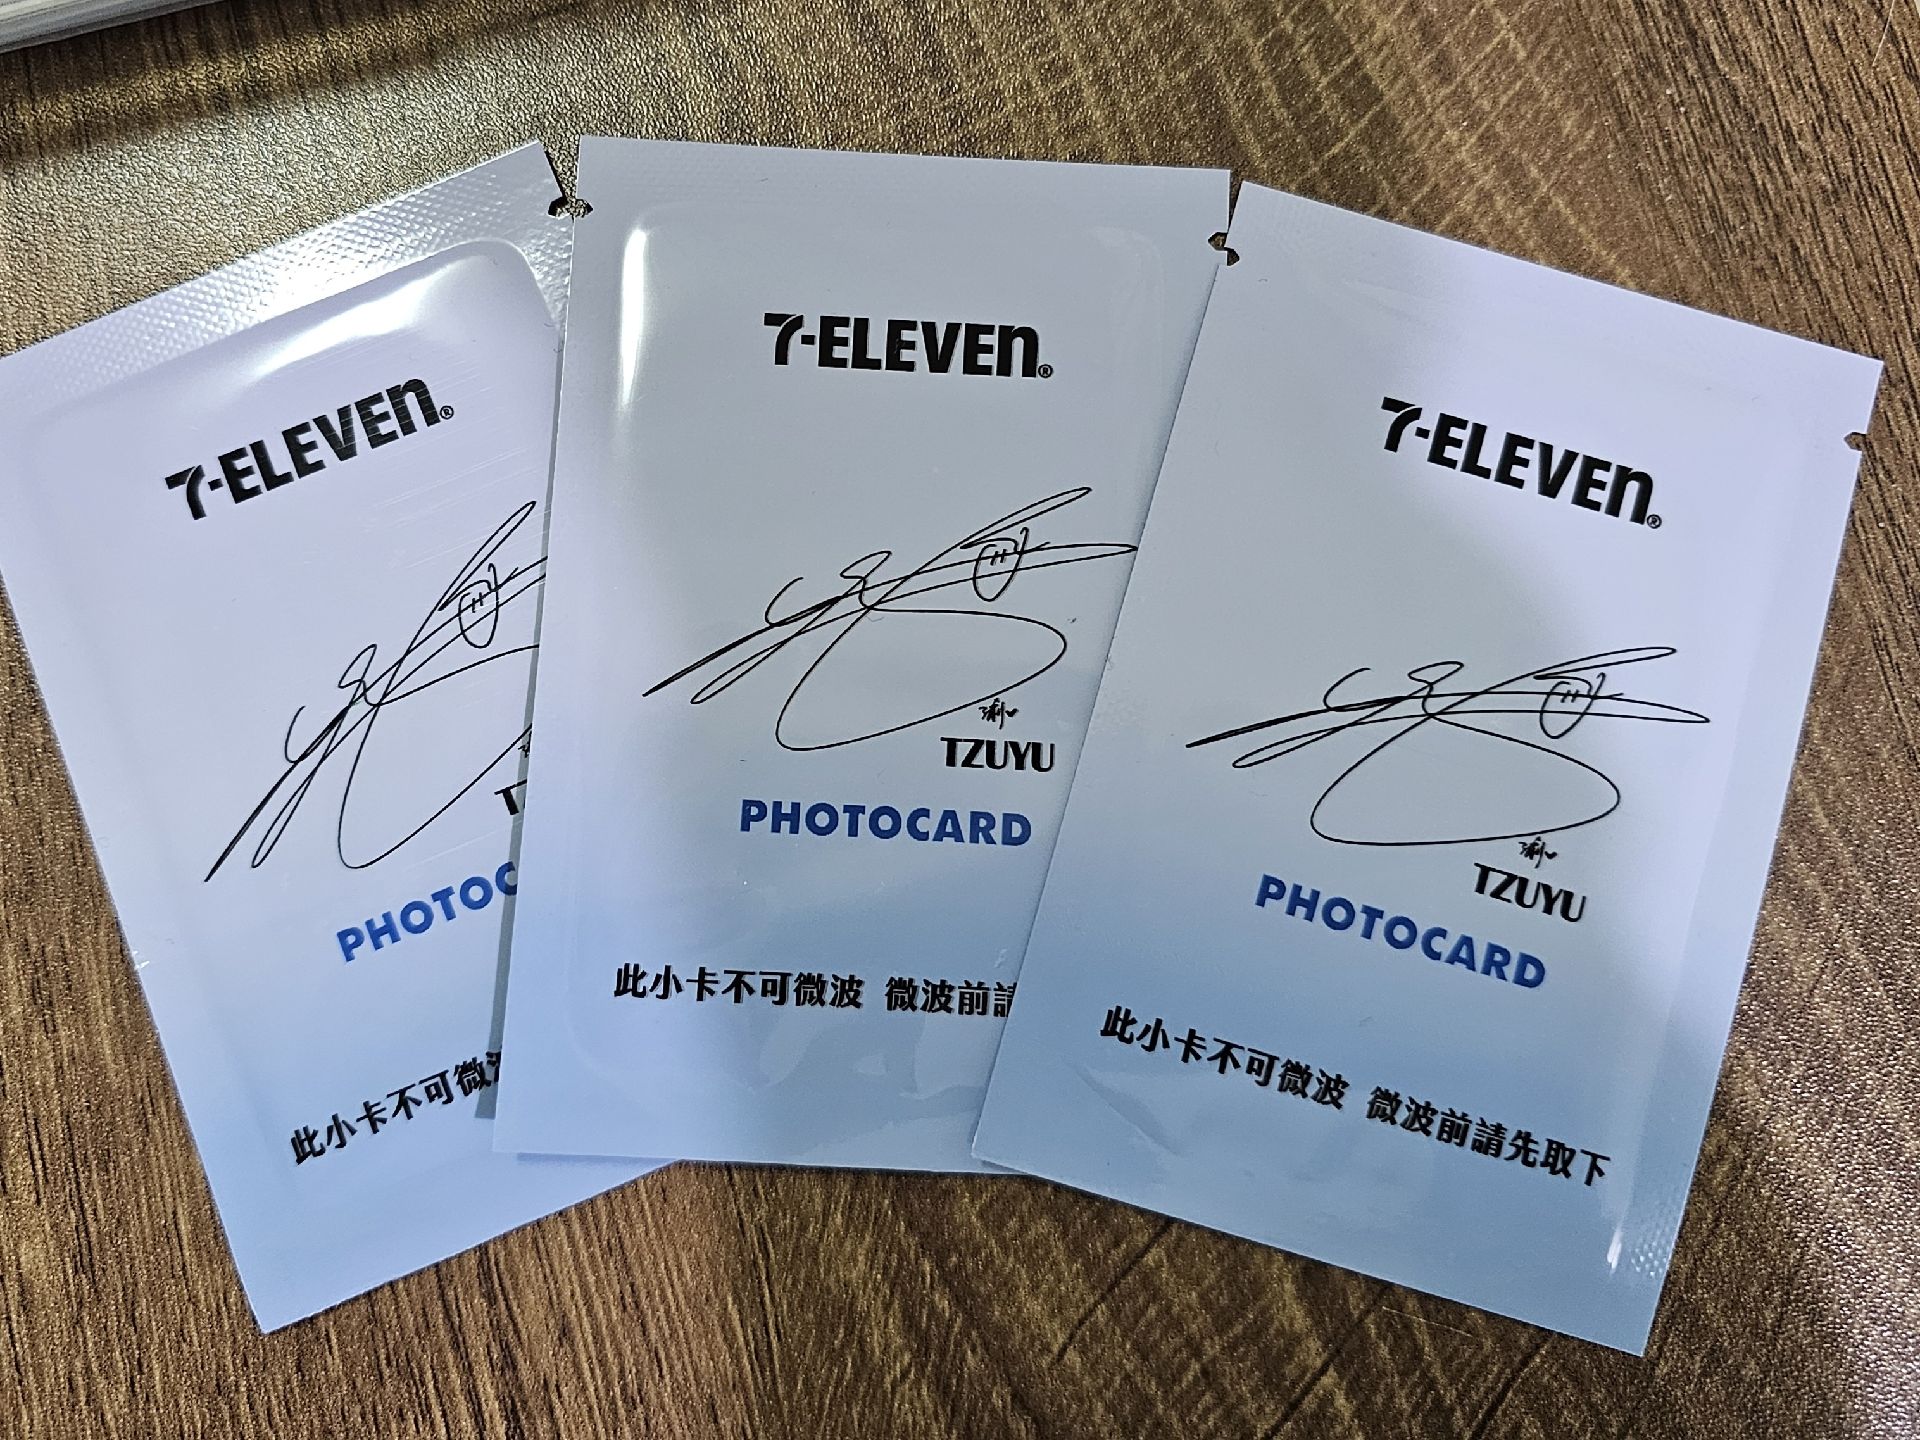 7-ELEVEn®
PHOTOC
此小卡不可微
7-ELEVEn®
TZUYU
PHOTOCARD
此小卡不可微波 微波前請
7-ELEVEn®
TZUYU
PHOTOCARD
此小卡不可微波 微波前請先取下